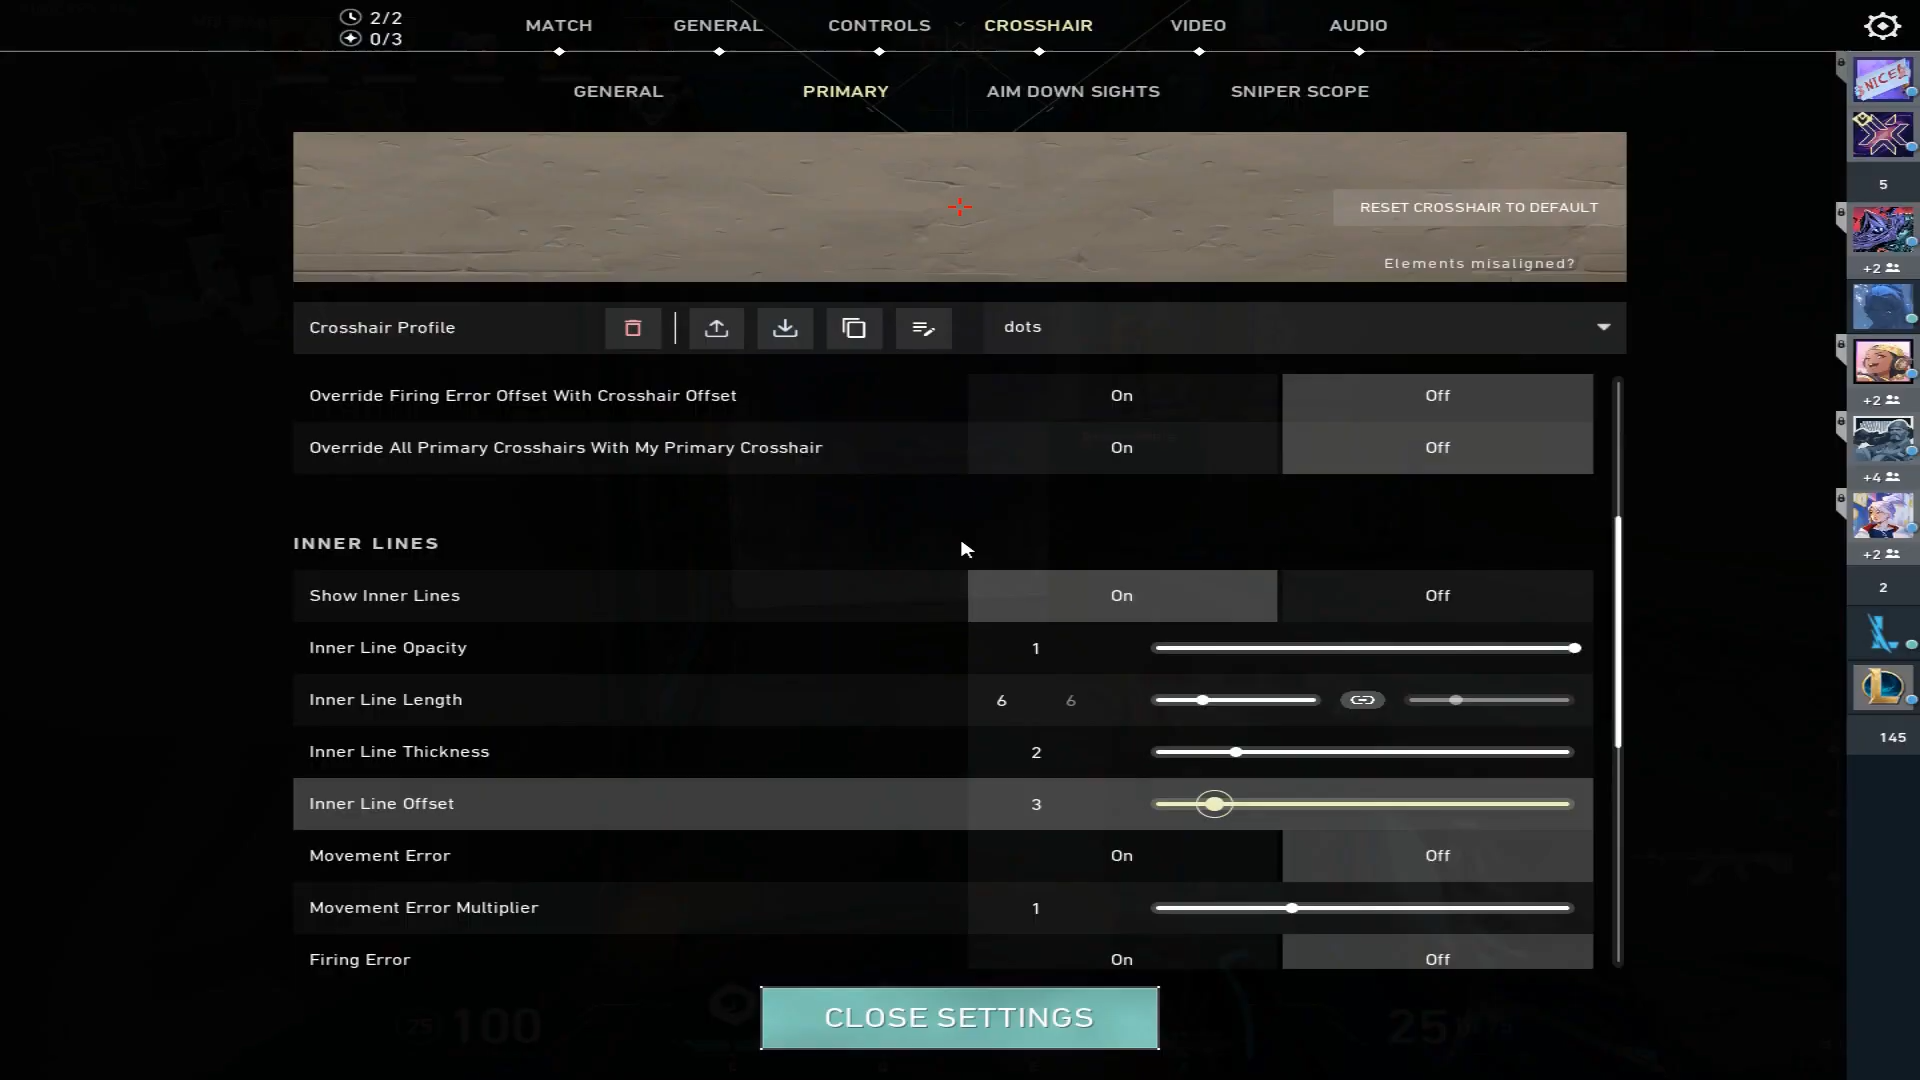 2/2
0/3
MATCH GENERAL CONTROLS CROSSHAIR VIDEO AUDIO
GENERAL PRIMARY AIM DOWN SIGHTS SNIPER SCOPE
RESET CROSSHAIR TO DEFAULT
Elements misaligned?
Crosshair Profile dots
Override Firing Error Offset With Crosshair Offset On Off
Override All Primary Crosshairs With My Primary Crosshair On Off
INNER LINES
Show Inner Lines On Off
Inner Line Opacity 1
Inner Line Length 6 6
Inner Line Thickness 2
Inner Line Offset 3
Movement Error On Off
Movement Error Multiplier 1
Firing Error On Off
CLOSE SETTINGS
100
25
NICE
5
+2
+2
+4
+2
2
145